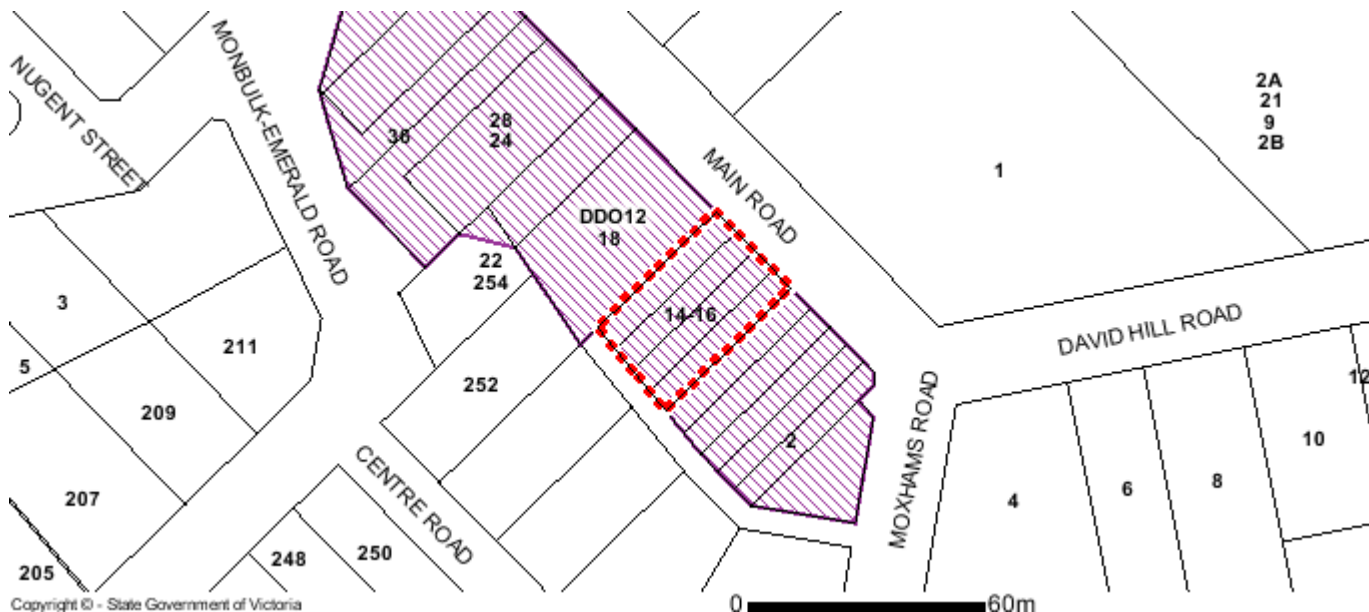 NUGENT STREET
MONBULK-EMERALD ROAD
MAIN ROAD
2A
21
9
2B
1
36
28
24
DDO12
18
22
254
14-16
DAVID HILL ROAD
3
5
211
209
252
2
207
205
CENTRE ROAD
248
250
MOXHAMS ROAD
4
6
8
10
12
Copyright © - State Government of Victoria
0 60m